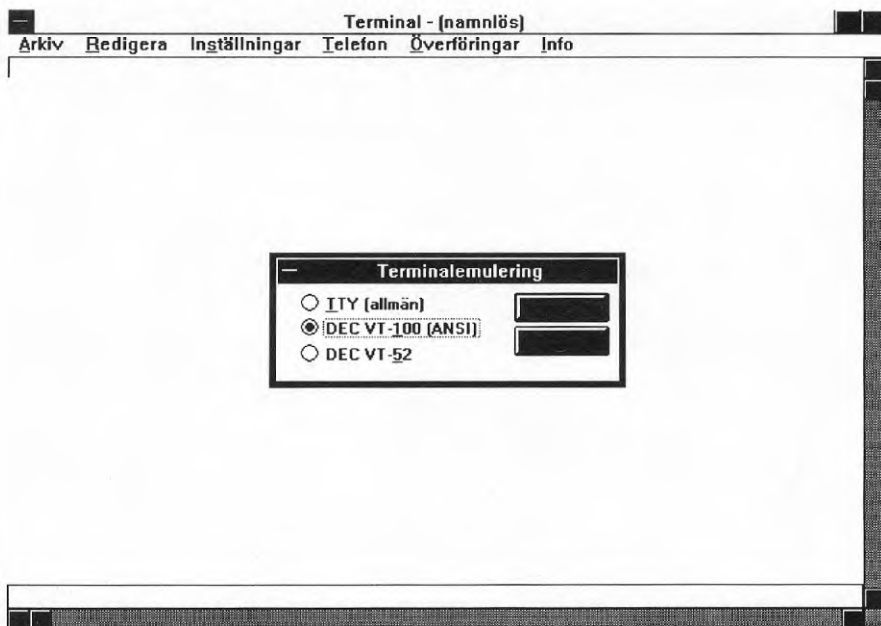 Terminal - (namnlös)
Arkiv Redigera Inställningar Telefon Överföringar Info
Terminalemulering
TTY (allmän)
DEC VT-100 (ANSI)
DEC VT-52